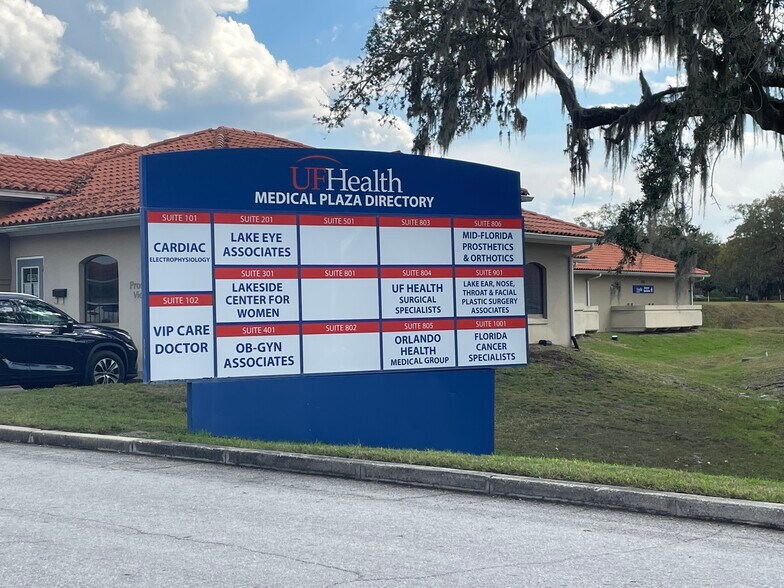 UFHealth
MEDICAL PLAZA DIRECTORY
SUITE 101
CARDIAC
ELECTROPHYSIOLOGY
SUITE 102
VIP CARE
DOCTOR
SUITE 201
LAKE EYE
ASSOCIATES
SUITE 301
LAKESIDE
CENTER FOR
WOMEN
SUITE 401
OB-GYN
ASSOCIATES
SUITE 501
SUITE 801
SUITE 802
SUITE 803
SUITE 804
UF HEALTH
SURGICAL
SPECIALISTS
SUITE 805
ORLANDO
HEALTH
MEDICAL GROUP
SUITE 806
MID-FLORIDA
PROSTHETICS
& ORTHOTICS
SUITE 901
LAKE EAR, NOSE,
THROAT & FACIAL
PLASTIC SURGERY
SUITE 1001
FLORIDA
CANCER
SPECIALISTS